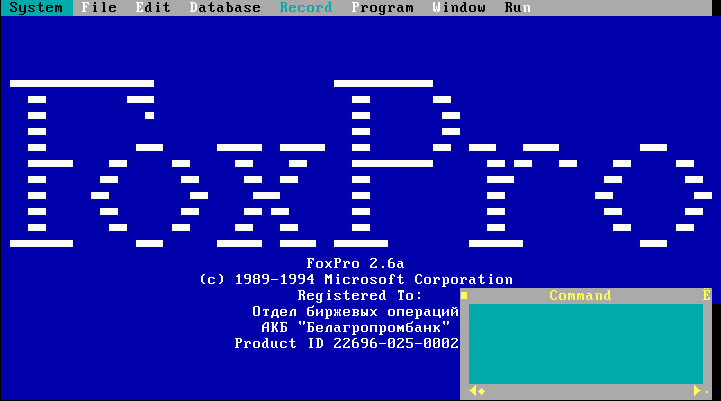 System File Edit Database Record Program Window Run
FoxPro
FoxPro 2.6a
(c) 1989-1994 Microsoft Corporation
Registered To:
Отдел биржевых операций
АКБ "Белагропромбанк"
Product ID 22696-025-0002
Command Ё